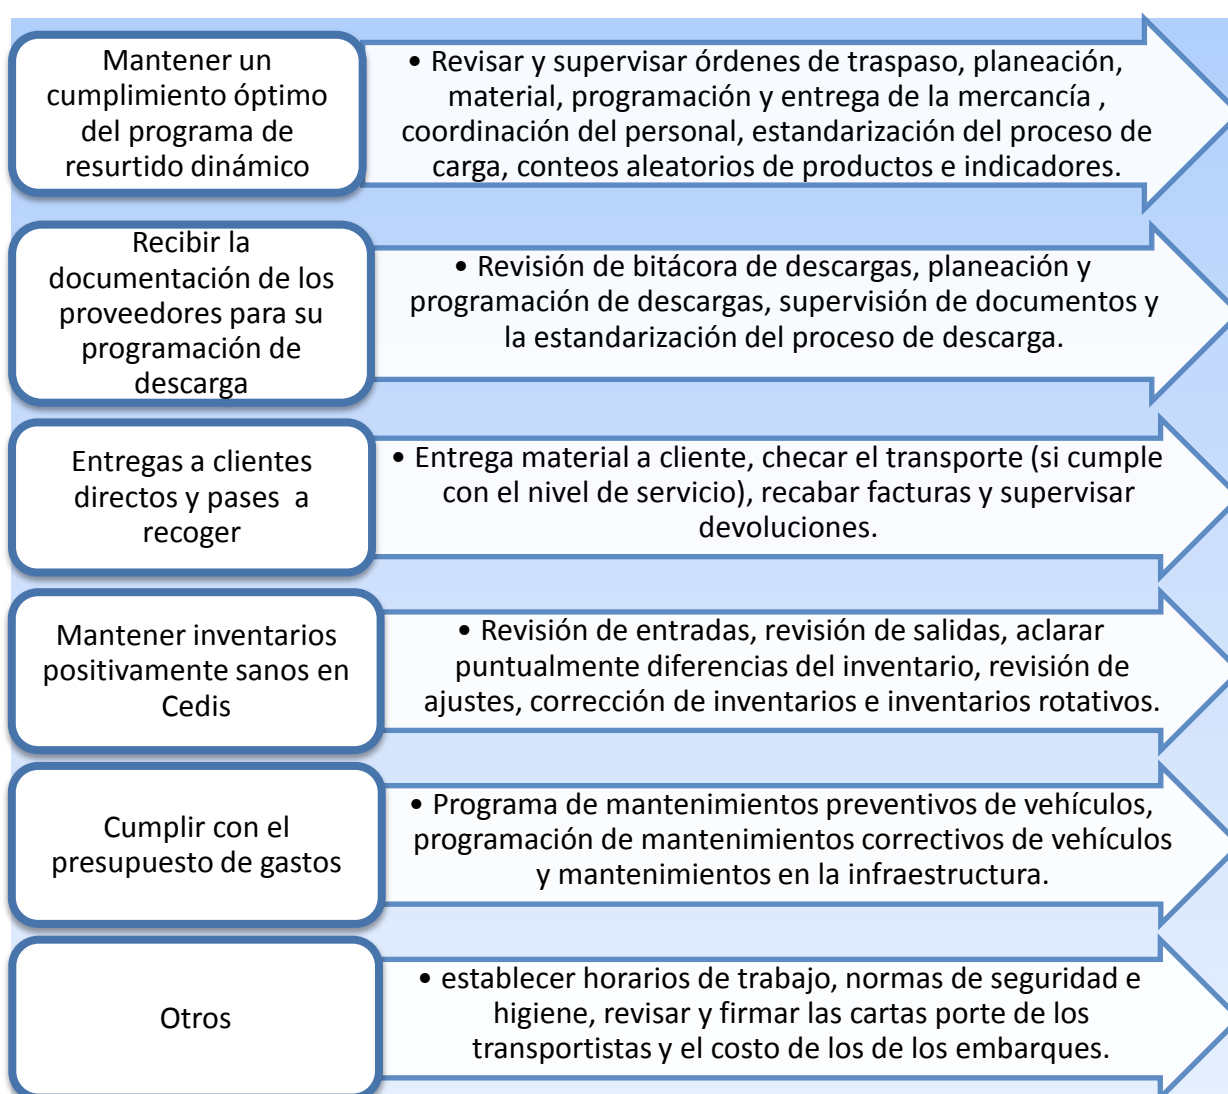 Mantener un
cumplimiento óptimo
del programa de
resurtido dinámico
• Revisar y supervisar órdenes de traspaso, planeación,
material, programación y entrega de la mercancía ,
coordinación del personal, estandarización del proceso de
carga, conteos aleatorios de productos e indicadores.
Recibir la
documentación de los
proveedores para su
programación de
descarga
• Revisión de bitácora de descargas, planeación y
programación de descargas, supervisión de documentos y
la estandarización del proceso de descarga.
Entregas a clientes
directos y pases a
recoger
• Entrega material a cliente, checar el transporte (si cumple
con el nivel de servicio), recabar facturas y supervisar
devoluciones.
Mantener inventarios
positivamente sanos en
Cedis
• Revisión de entradas, revisión de salidas, aclarar
puntualmente diferencias del inventario, revisión de
ajustes, corrección de inventarios e inventarios rotativos.
Cumplir con el
presupuesto de gastos
• Programa de mantenimientos preventivos de vehículos,
programación de mantenimientos correctivos de vehículos
y mantenimientos en la infraestructura.
Otros
• establecer horarios de trabajo, normas de seguridad e
higiene, revisar y firmar las cartas porte de los
transportistas y el costo de los de los embarques.